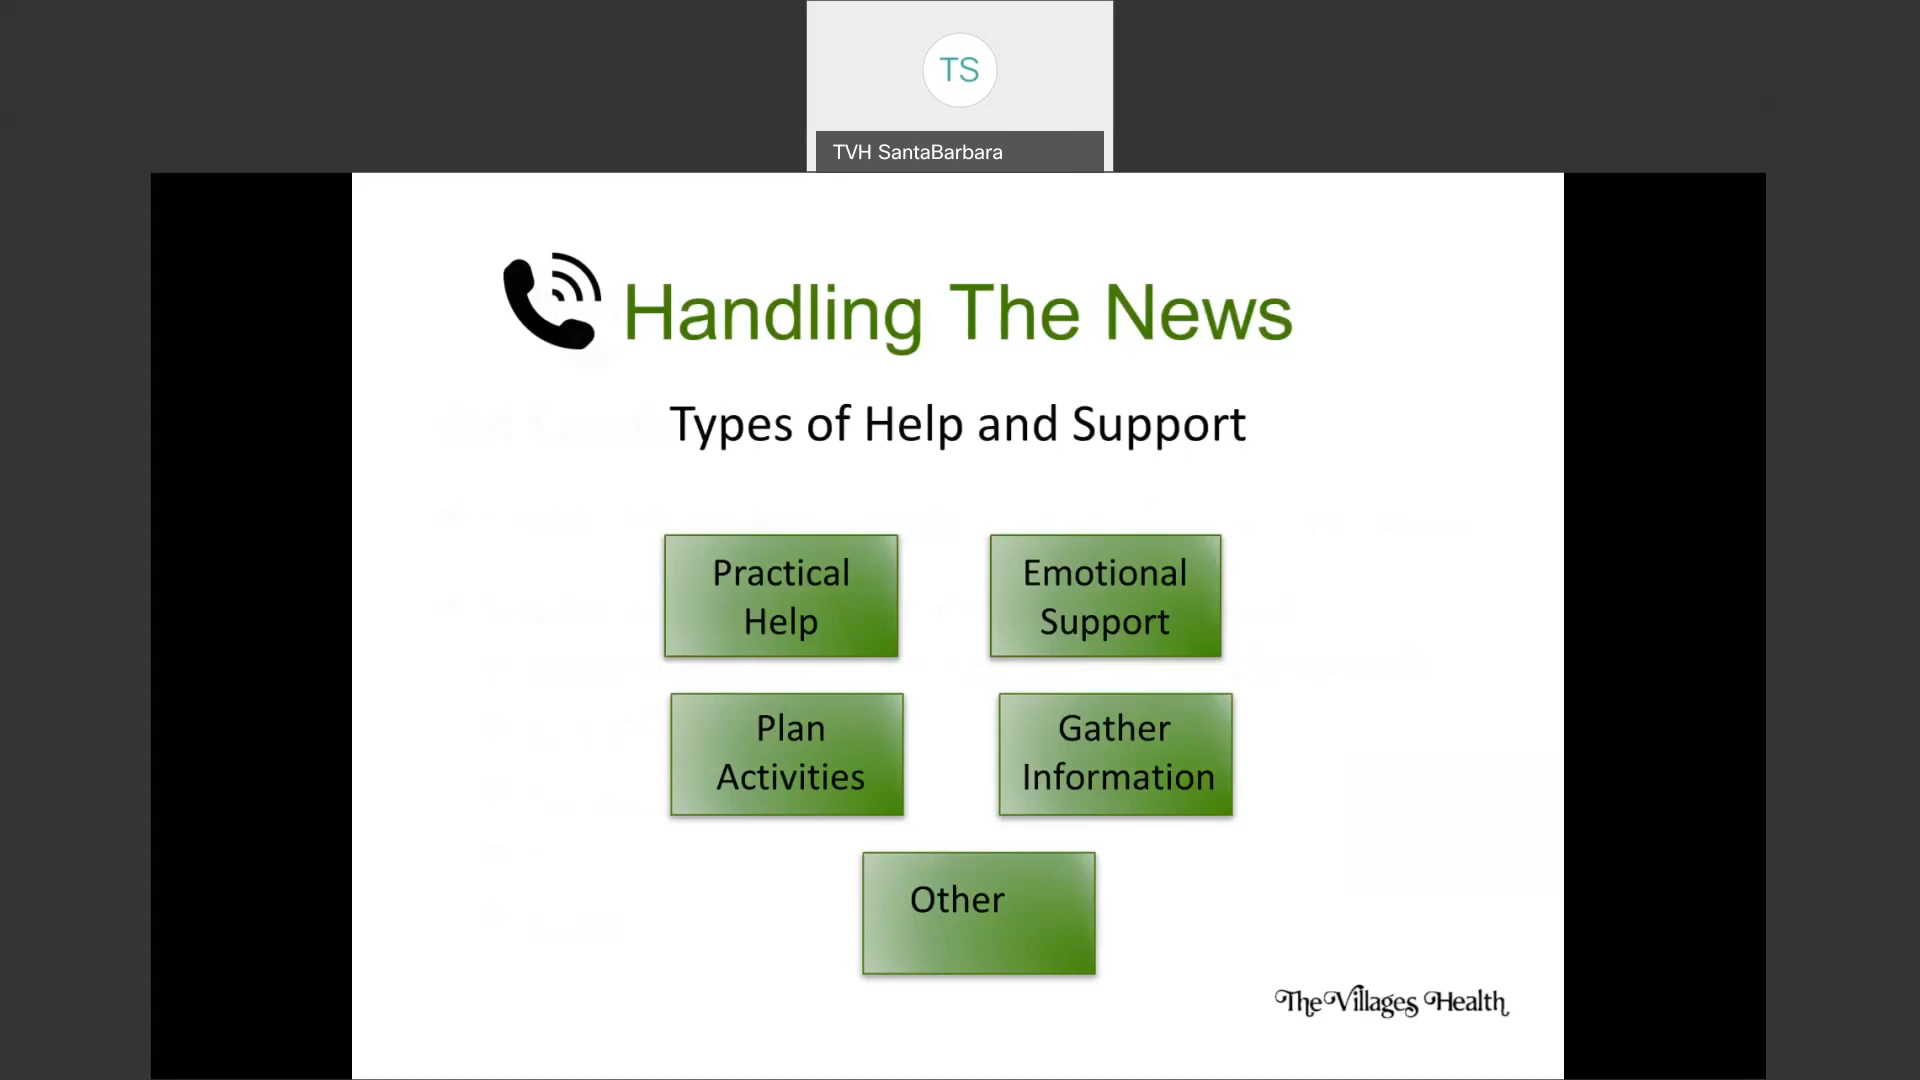 TS
TVH SantaBarbara
Handling The News
Types of Help and Support
Practical
Help
Emotional
Support
Plan
Activities
Gather
Information
Other
The Villages Health